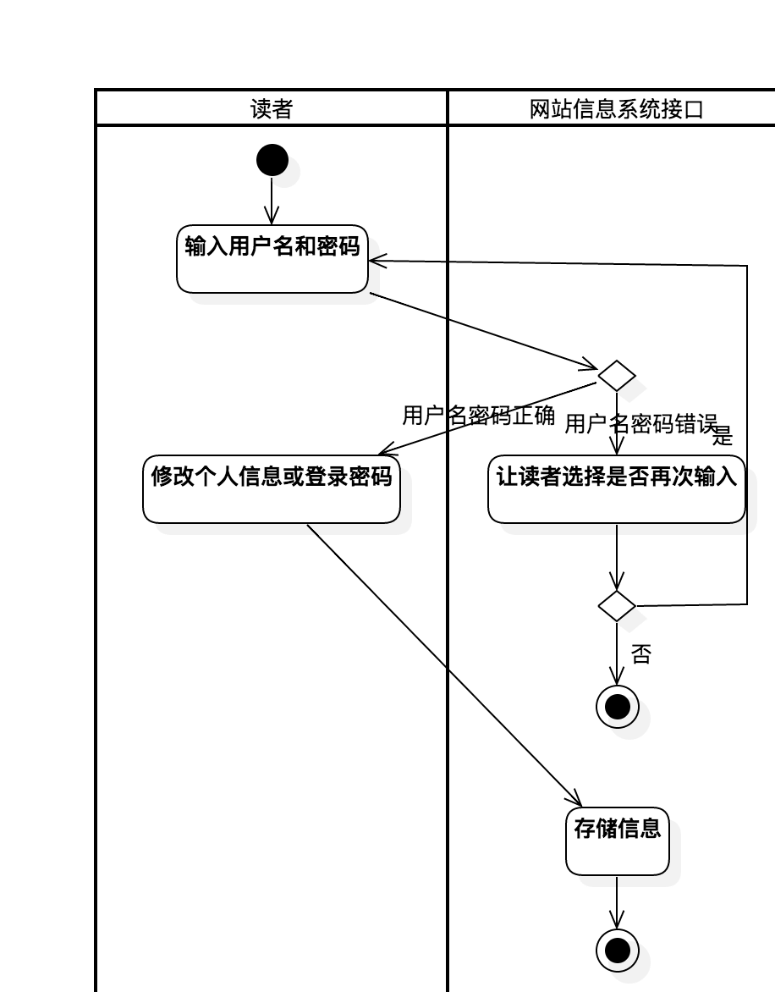 读者
网站信息系统接口
输入用户名和密码
用户名密码正确
用户名密码错误
是
修改个人信息或登录密码
让读者选择是否再次输入
否
存储信息